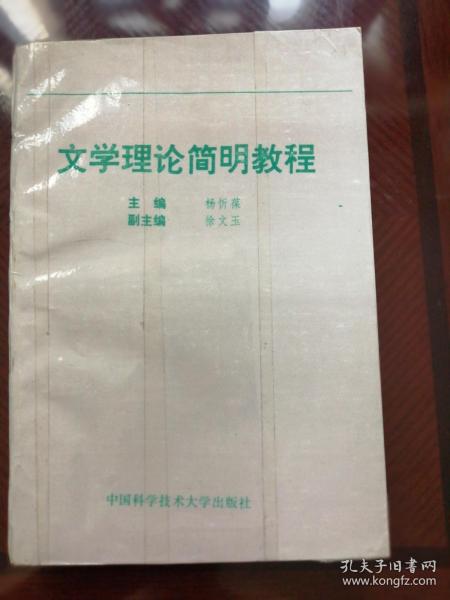 文学理论简明教程
主编 杨忻葆
副主编 徐文玉
中国科学技术大学出版社
孔夫子旧书网
www.kongfz.com